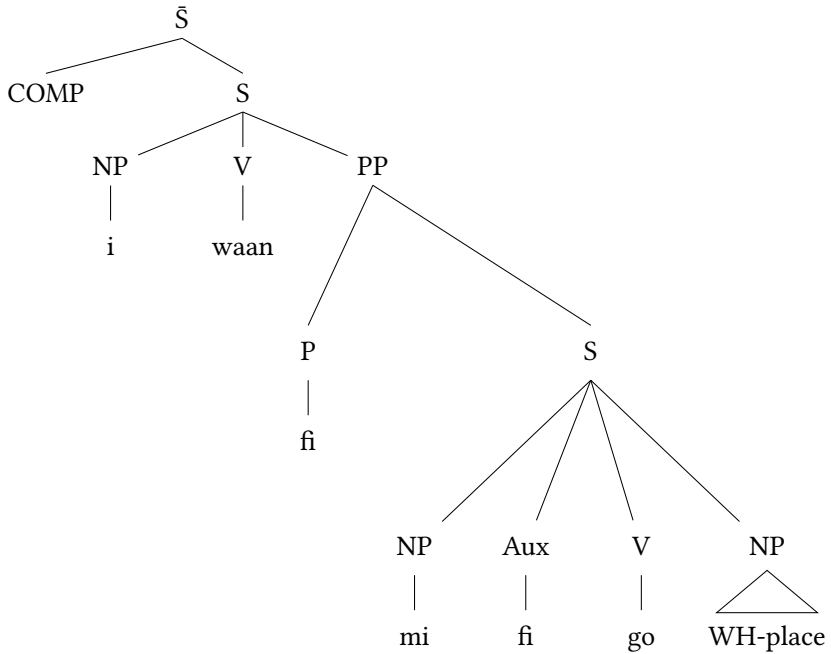 S̄
COMP S
NP V PP
i waan
P S
fi
NP Aux V NP
mi fi go WH-place